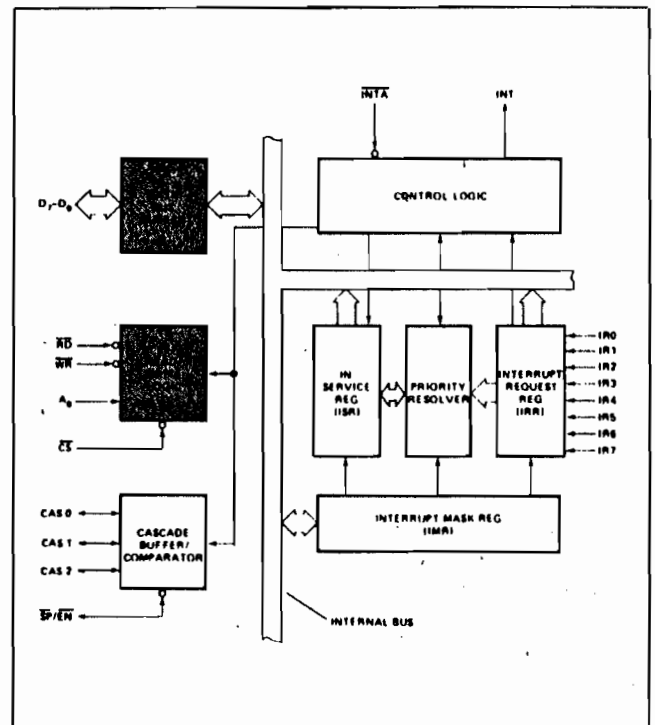 INTA
INT
CONTROL LOGIC
D7-D0
RD
WR
A0
CS
IN
SERVICE
REG
(ISR)
PRIORITY
RESOLVER
INTERRUPT
REQUEST
REG
(IRR)
IR0
IR1
IR2
IR3
IR4
IR5
IR6
IR7
CAS 0
CAS 1
CAS 2
CASCADE
BUFFER/
COMPARATOR
INTERRUPT MASK REG
(IMR)
SP/EN
INTERNAL BUS